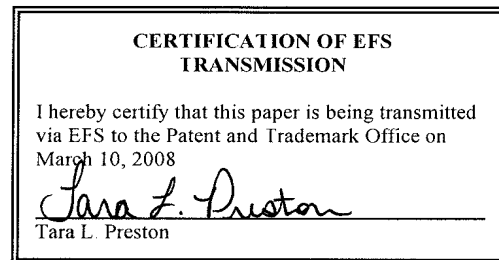 CERTIFICATION OF EFS
TRANSMISSION
I hereby certify that this paper is being transmitted
via EFS to the Patent and Trademark Office on
March 10, 2008
Tara L. Preston
Tara L. Preston